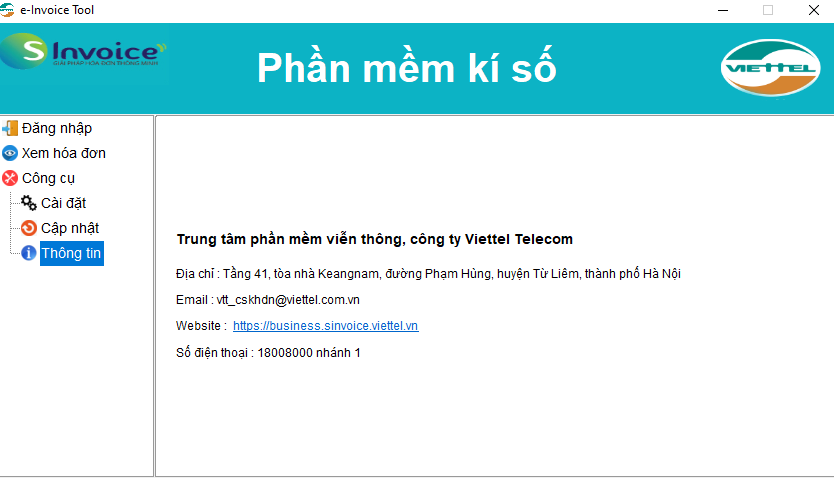 e-Invoice Tool
S Invoice
GIẢI PHÁP HÓA ĐƠN THÔNG MINH
Phần mềm kí số
VIETTEL
Đăng nhập
Xem hóa đơn
Công cụ
Cài đặt
Cập nhật
Thông tin
Trung tâm phần mềm viễn thông, công ty Viettel Telecom
Địa chỉ : Tầng 41, tòa nhà Keangnam, đường Phạm Hùng, huyện Từ Liêm, thành phố Hà Nội
Email : vtt_cskhdn@viettel.com.vn
Website : https://business.sinvoice.viettel.vn
Số điện thoại : 18008000 nhánh 1